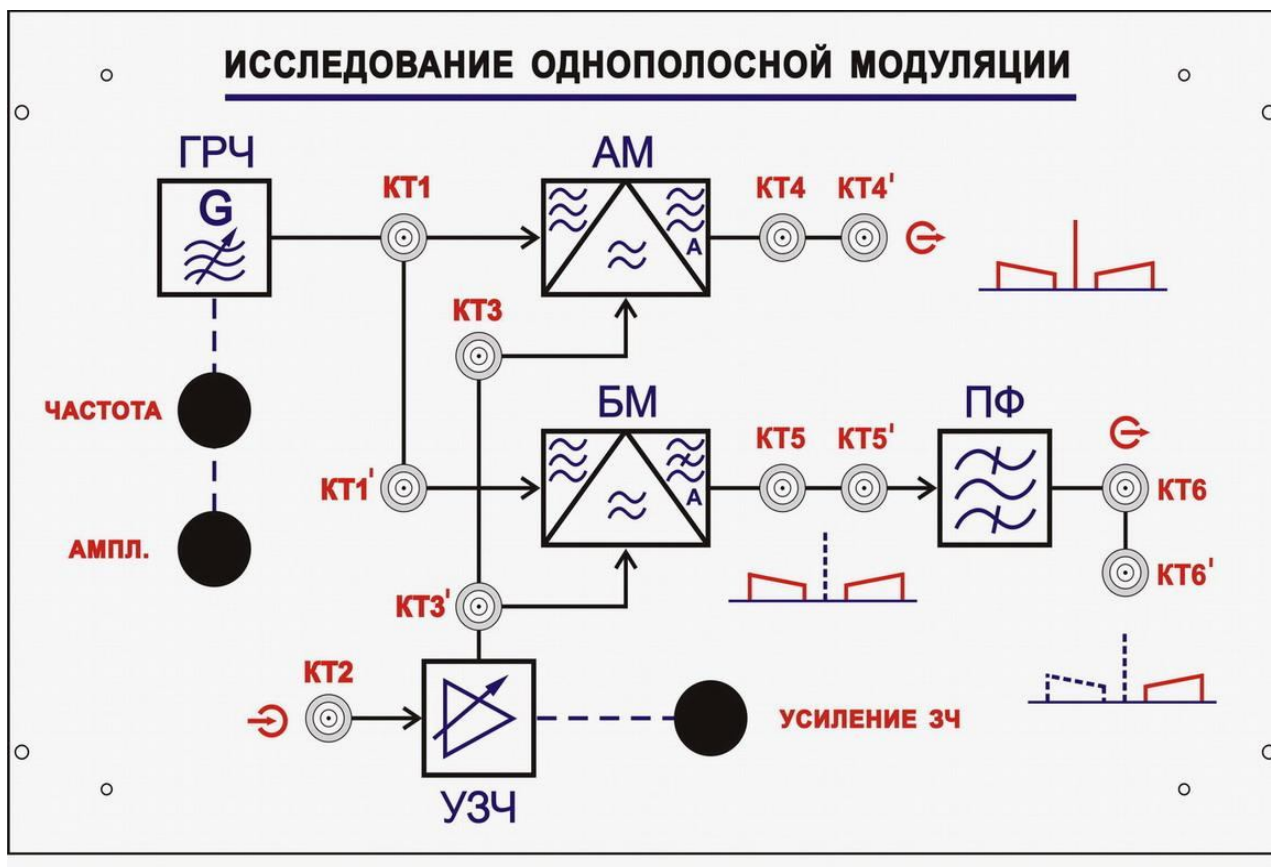 ИССЛЕДОВАНИЕ ОДНОПОЛОСНОЙ МОДУЛЯЦИИ
ГРЧ
АМ
G
КТ1
КТ4
КТ4'
А
КТ3
ЧАСТОТА
БМ
ПФ
КТ5
КТ5'
КТ1'
КТ6
А
АМПЛ.
КТ6'
КТ3'
КТ2
УСИЛЕНИЕ ЗЧ
УЗЧ